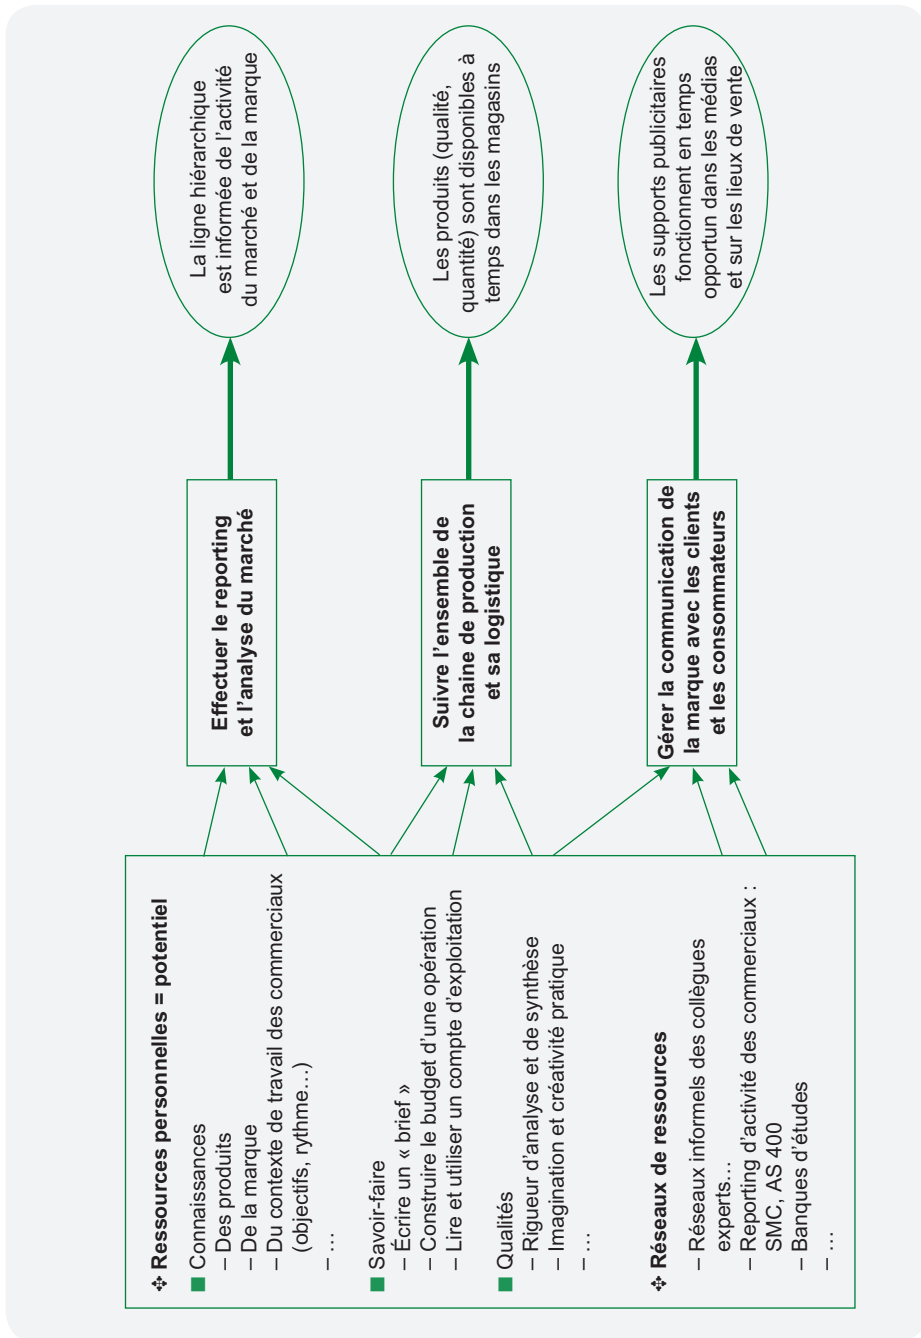 ❖ Ressources personnelles = potentiel
■ Connaissances
– Des produits
– De la marque
– Du contexte de travail des commerciaux
(objectifs, rythme…)
– …
■ Savoir-faire
– Écrire un « brief »
– Construire le budget d'une opération
– Lire et utiliser un compte d'exploitation
■ Qualités
– Rigueur d'analyse et de synthèse
– Imagination et créativité pratique
– …
❖ Réseaux de ressources
– Réseaux informels des collègues
experts…
– Reporting d'activité des commerciaux :
SMC, AS 400
– Banques d'études
– …
Effectuer le reporting
et l'analyse du marché
Suivre l'ensemble de
la chaine de production
et sa logistique
Gérer la communication de
la marque avec les clients
et les consommateurs
La ligne hiérarchique
est informée de l'activité
du marché et de la marque
Les produits (qualité,
quantité) sont disponibles à
temps dans les magasins
Les supports publicitaires
fonctionnent en temps
opportun dans les médias
et sur les lieux de vente